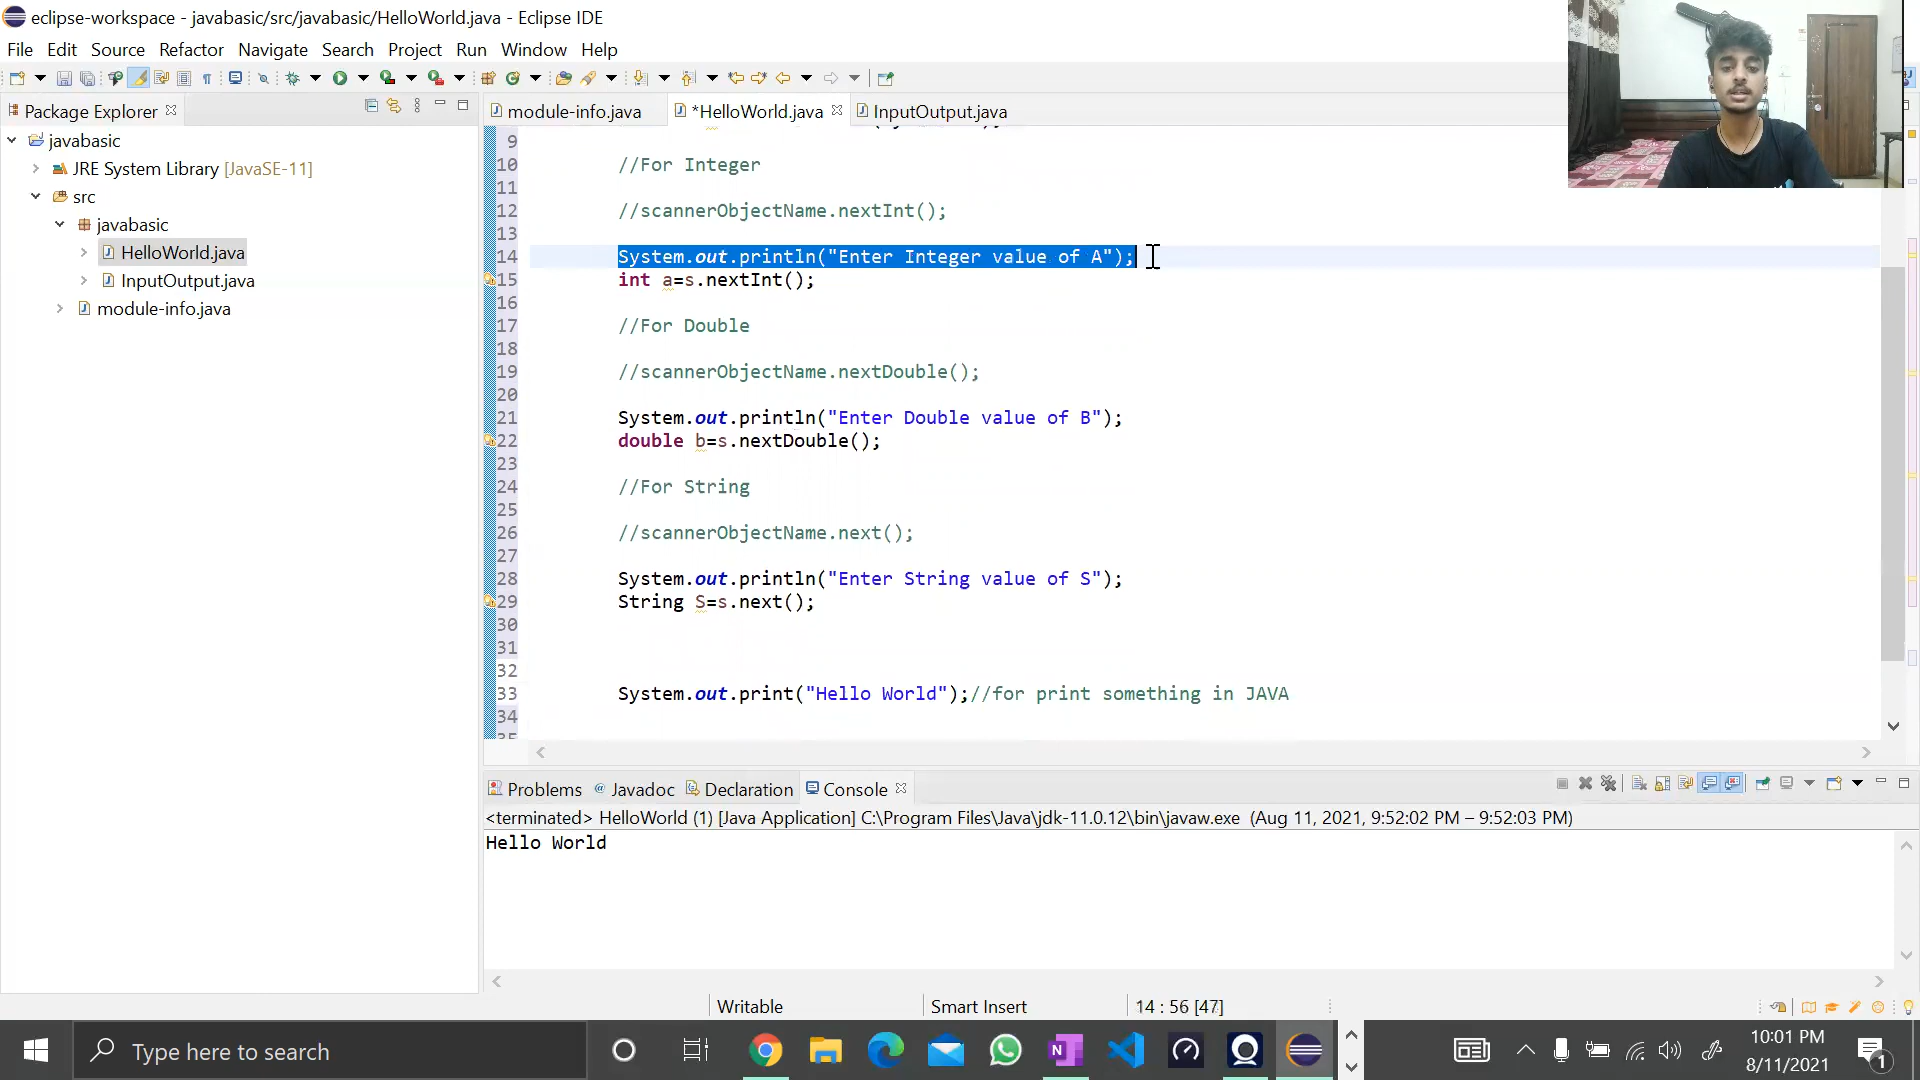 eclipse-workspace - javabasic/src/javabasic/HelloWorld.java - Eclipse IDE
File Edit Source Refactor Navigate Search Project Run Window Help
Package Explorer
module-info.java
*HelloWorld.java
InputOutput.java
javabasic
JRE System Library [JavaSE-11]
src
javabasic
HelloWorld.java
InputOutput.java
module-info.java
9
10 //For Integer
11
12 //scannerObjectName.nextInt();
13
14 System.out.println("Enter Integer value of A");
15 int a=s.nextInt();
16
17 //For Double
18
19 //scannerObjectName.nextDouble();
20
21 System.out.println("Enter Double value of B");
22 double b=s.nextDouble();
23
24 //For String
25
26 //scannerObjectName.next();
27
28 System.out.println("Enter String value of S");
29 String S=s.next();
30
31
32
33 System.out.print("Hello World");//for print something in JAVA
34
Problems Javadoc Declaration Console
<terminated> HelloWorld (1) [Java Application] C:\Program Files\Java\jdk-11.0.12\bin\javaw.exe (Aug 11, 2021, 9:52:02 PM – 9:52:03 PM)
Hello World
Writable Smart Insert 14 : 56 [47]
Type here to search
10:01 PM
8/11/2021
1